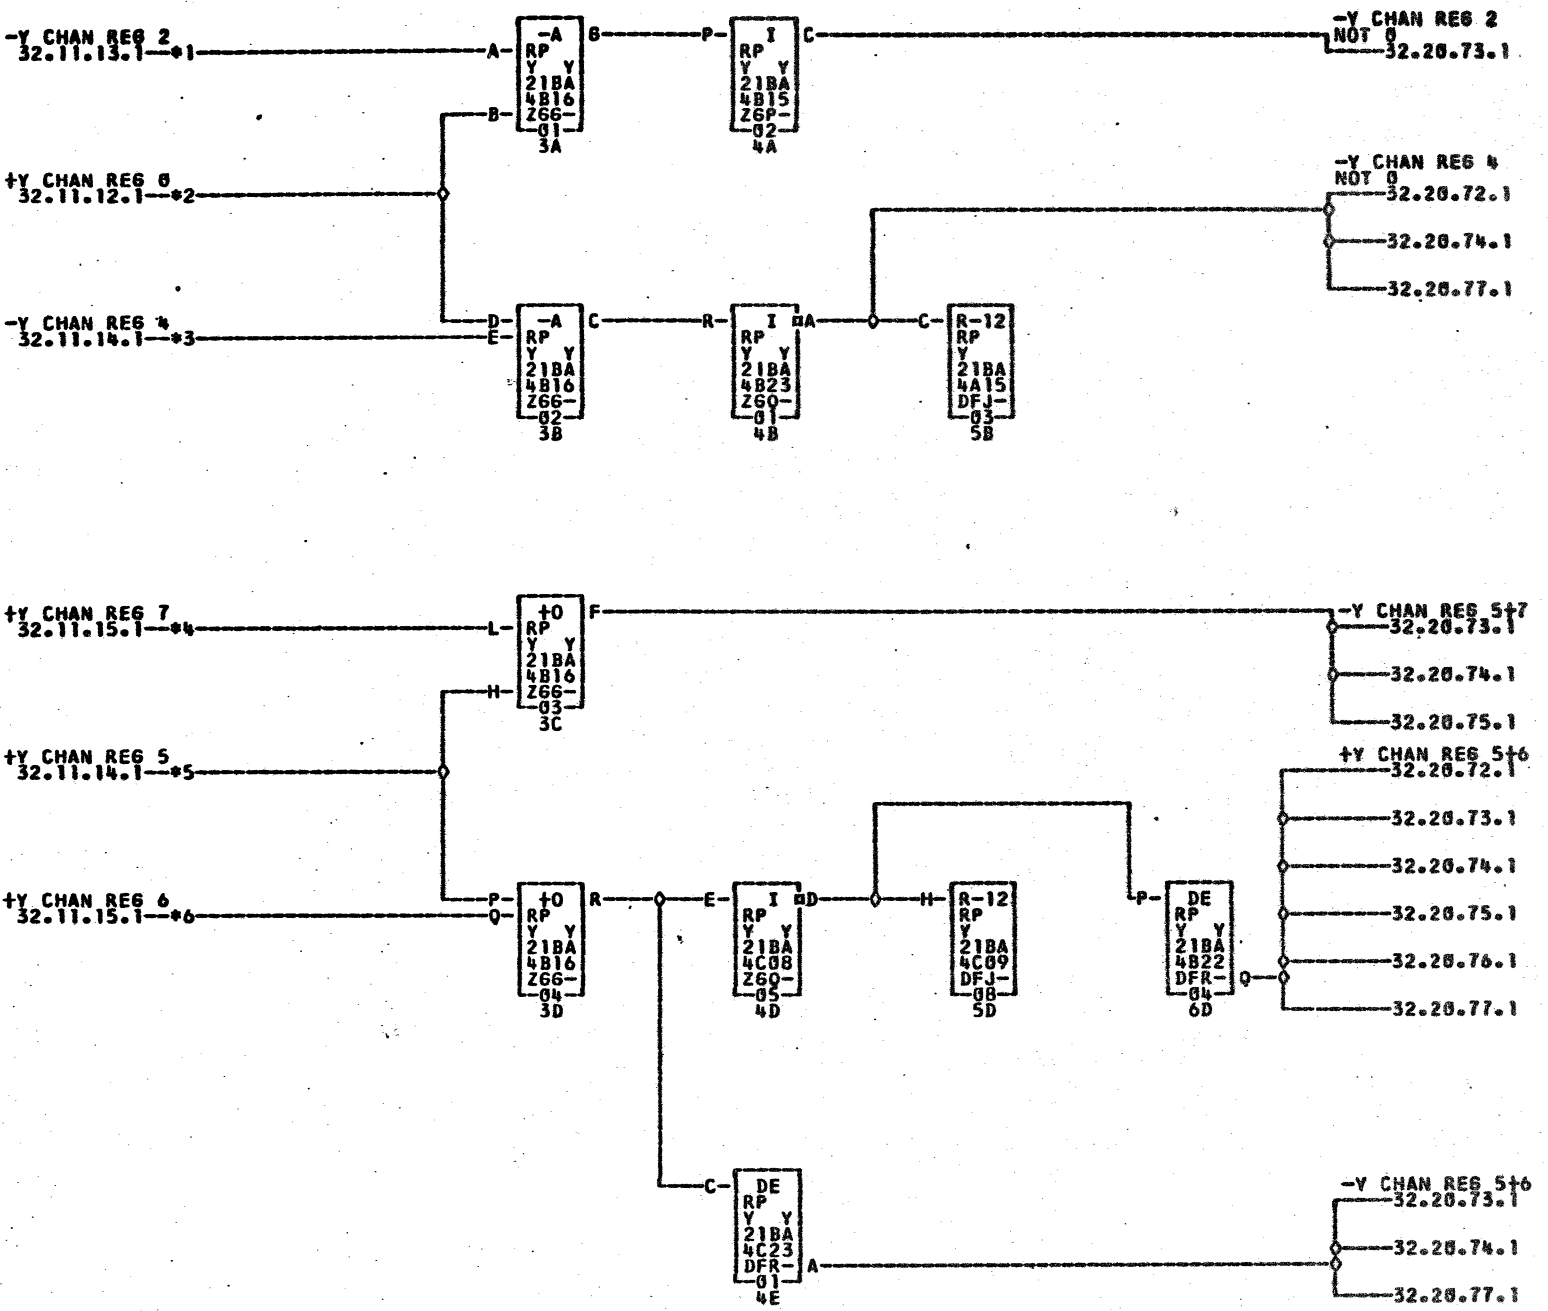 -Y CHAN REG 2
32.11.13.1—*1
A-
-A
RP
Y Y
21BA
4B16
Z66-
01
3A
B
P-
I
RP
Y Y
21BA
4B15
Z6P-
02
4A
C
-Y CHAN REG 2
NOT 0
32.20.73.1
B-
+Y CHAN REG 0
32.11.12.1—*2
-Y CHAN REG 4
NOT 0
32.20.72.1
32.20.74.1
32.20.77.1
-Y CHAN REG 4
32.11.14.1—*3
D-
E-
-A
RP
Y Y
21BA
4B16
Z66-
02
3B
C
R-
I
RP
Y Y
21BA
4B23
Z6Q-
01
4B
A
C-
R-12
RP
Y
21BA
4A15
DFJ-
03
5B
+Y CHAN REG 7
32.11.15.1—*4
L-
H-
+O
RP
Y Y
21BA
4B16
Z66-
03
3C
F
-Y CHAN REG 5+7
32.20.73.1
32.20.74.1
32.20.75.1
+Y CHAN REG 5
32.11.14.1—*5
+Y CHAN REG 5+6
32.20.72.1
32.20.73.1
32.20.74.1
32.20.75.1
32.20.76.1
32.20.77.1
+Y CHAN REG 6
32.11.15.1—*6
P-
Q-
+O
RP
Y Y
21BA
4B16
Z66-
04
3D
R
E-
I
RP
Y Y
21BA
4C08
Z6Q-
05
4D
D
H-
R-12
RP
Y
21BA
4C09
DFJ-
08
5D
P-
DE
RP
Y Y
21BA
4B22
DFR-
04
6D
Q
C-
DE
RP
Y Y
21BA
4C23
DFR-
01
4E
A
-Y CHAN REG 5+6
32.20.73.1
32.20.74.1
32.20.77.1